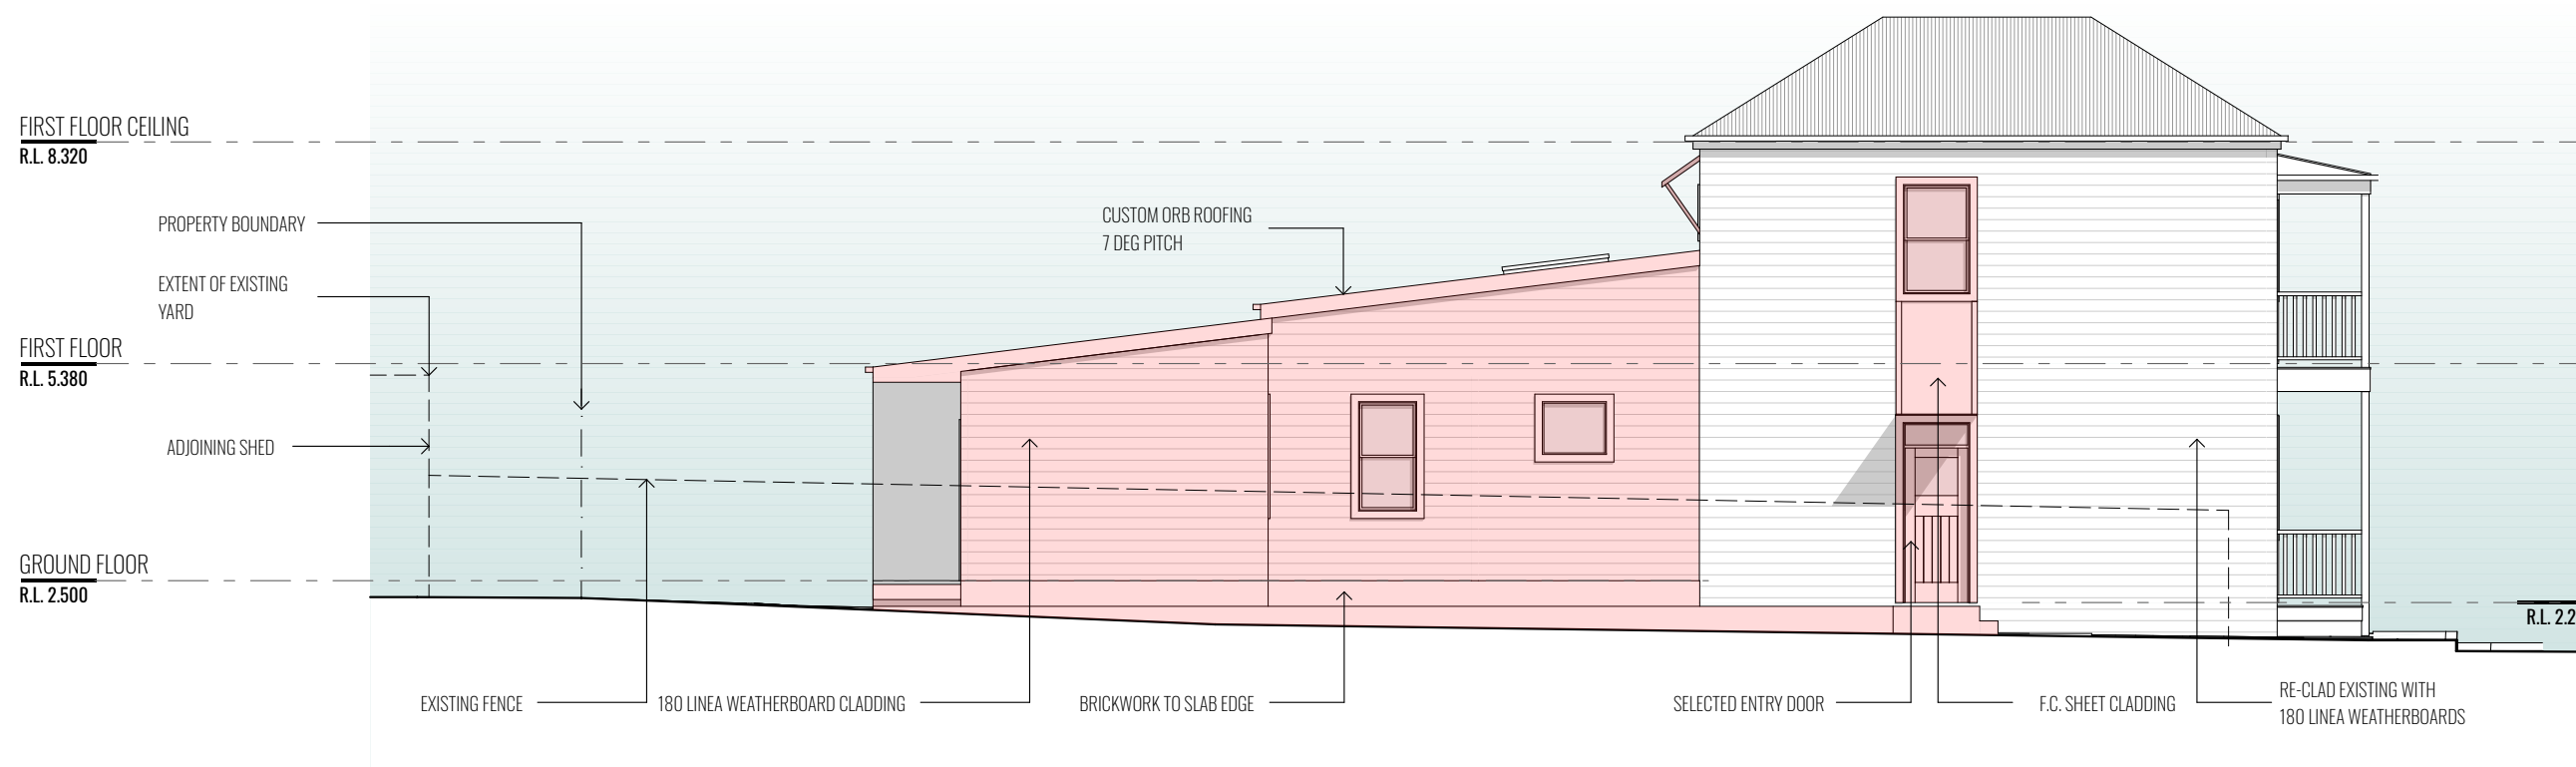 FIRST FLOOR CEILING
R.L. 8.320
PROPERTY BOUNDARY
CUSTOM ORB ROOFING
7 DEG PITCH
EXTENT OF EXISTING
YARD
FIRST FLOOR
R.L. 5.380
ADJOINING SHED
GROUND FLOOR
R.L. 2.500
R.L. 2.2
EXISTING FENCE
180 LINEA WEATHERBOARD CLADDING
BRICKWORK TO SLAB EDGE
SELECTED ENTRY DOOR
F.C. SHEET CLADDING
RE-CLAD EXISTING WITH
180 LINEA WEATHERBOARDS